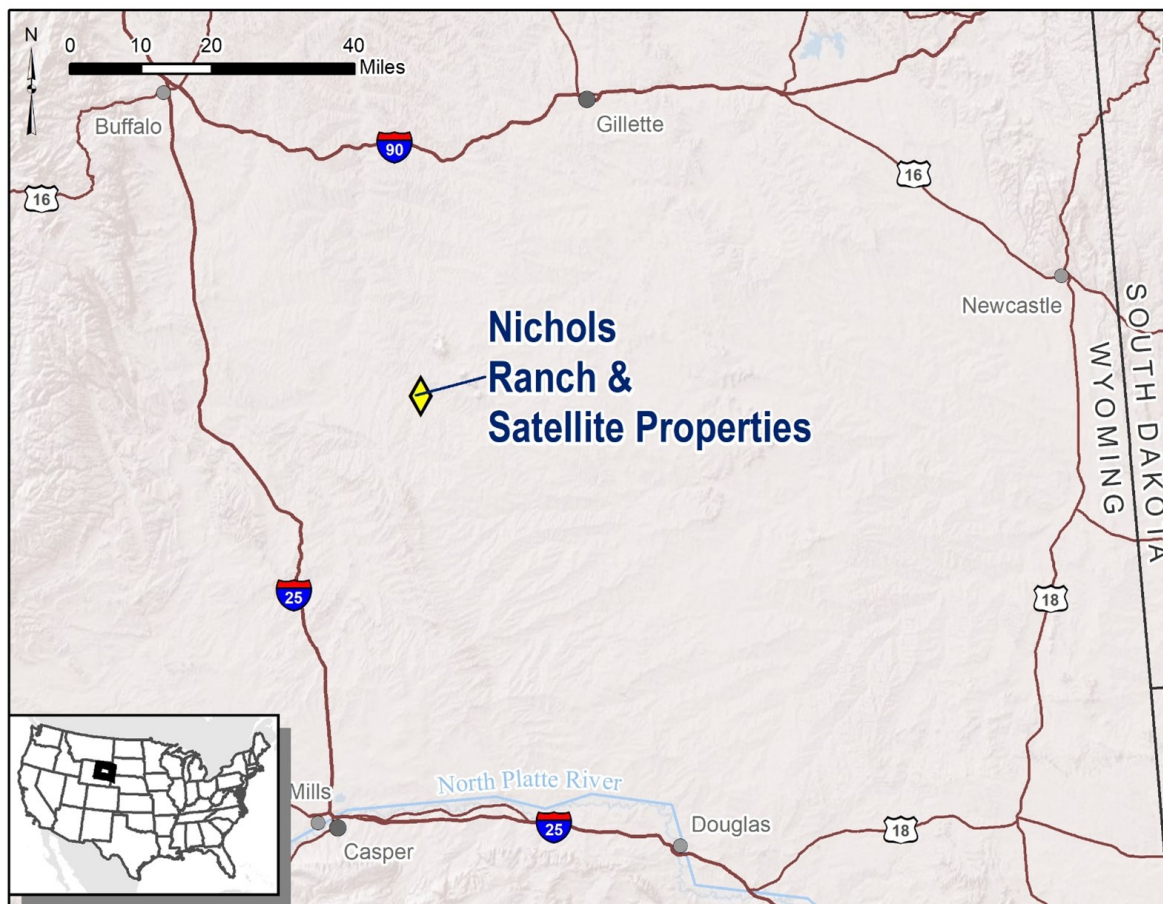 N
0 10 20 40
Miles
Buffalo
Gillette
90
16
16
Newcastle
Nichols
Ranch &
Satellite Properties
SOUTH DAKOTA
WYOMING
25
18
North Platte River
Mills
Casper
25
Douglas
18